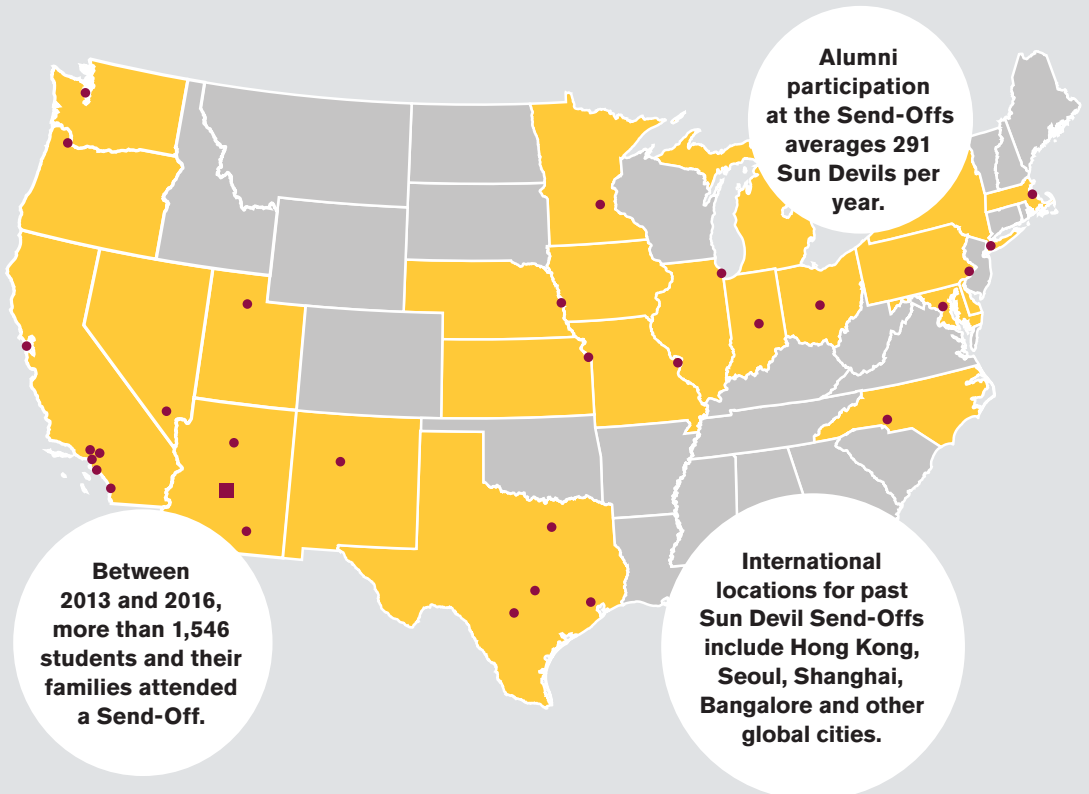 Alumni
participation
at the Send-Offs
averages 291
Sun Devils per
year.
Between
2013 and 2016,
more than 1,546
students and their
families attended
a Send-Off.
International
locations for past
Sun Devil Send-Offs
include Hong Kong,
Seoul, Shanghai,
Bangalore and other
global cities.